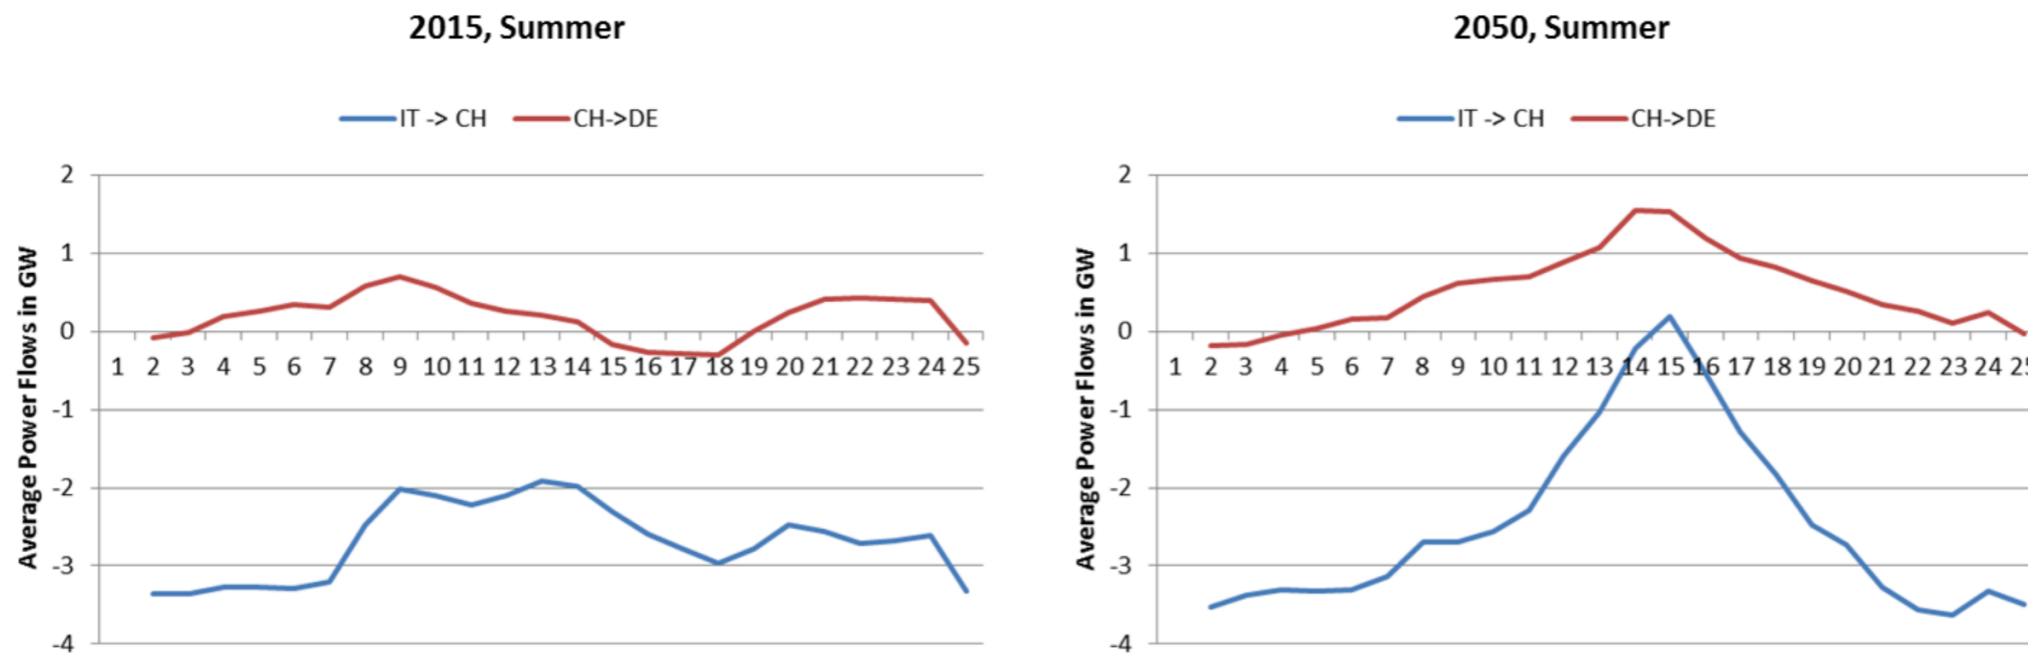 2015, Summer
IT -> CH CH->DE
Average Power Flows in GW
2
1
0
1 2 3 4 5 6 7 8 9 10 11 12 13 14 15 16 17 18 19 20 21 22 23 24 25
-1
-2
-3
-4
2050, Summer
IT -> CH CH->DE
Average Power Flows in GW
2
1
0
1 2 3 4 5 6 7 8 9 10 11 12 13 14 15 16 17 18 19 20 21 22 23 24 25
-1
-2
-3
-4